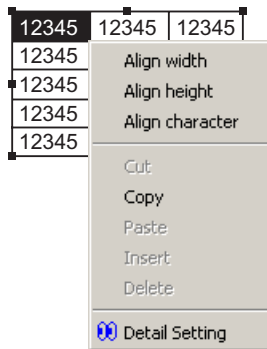 12345 12345 12345
12345
12345
12345
12345
Align width
Align height
Align character
Cut
Copy
Paste
Insert
Delete
Detail Setting